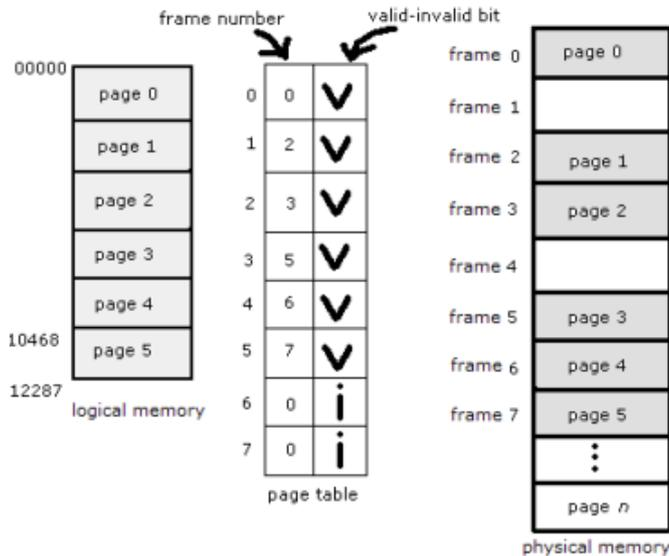 frame number
valid-invalid bit
00000
page 0
page 1
page 2
page 3
page 4
10468
page 5
12287
logical memory
0 0 V
1 2 V
2 3 V
3 5 V
4 6 V
5 7 V
6 0 i
7 0 i
page table
frame 0 page 0
frame 1
frame 2 page 1
frame 3 page 2
frame 4
frame 5 page 3
frame 6 page 4
frame 7 page 5
page n
physical memory